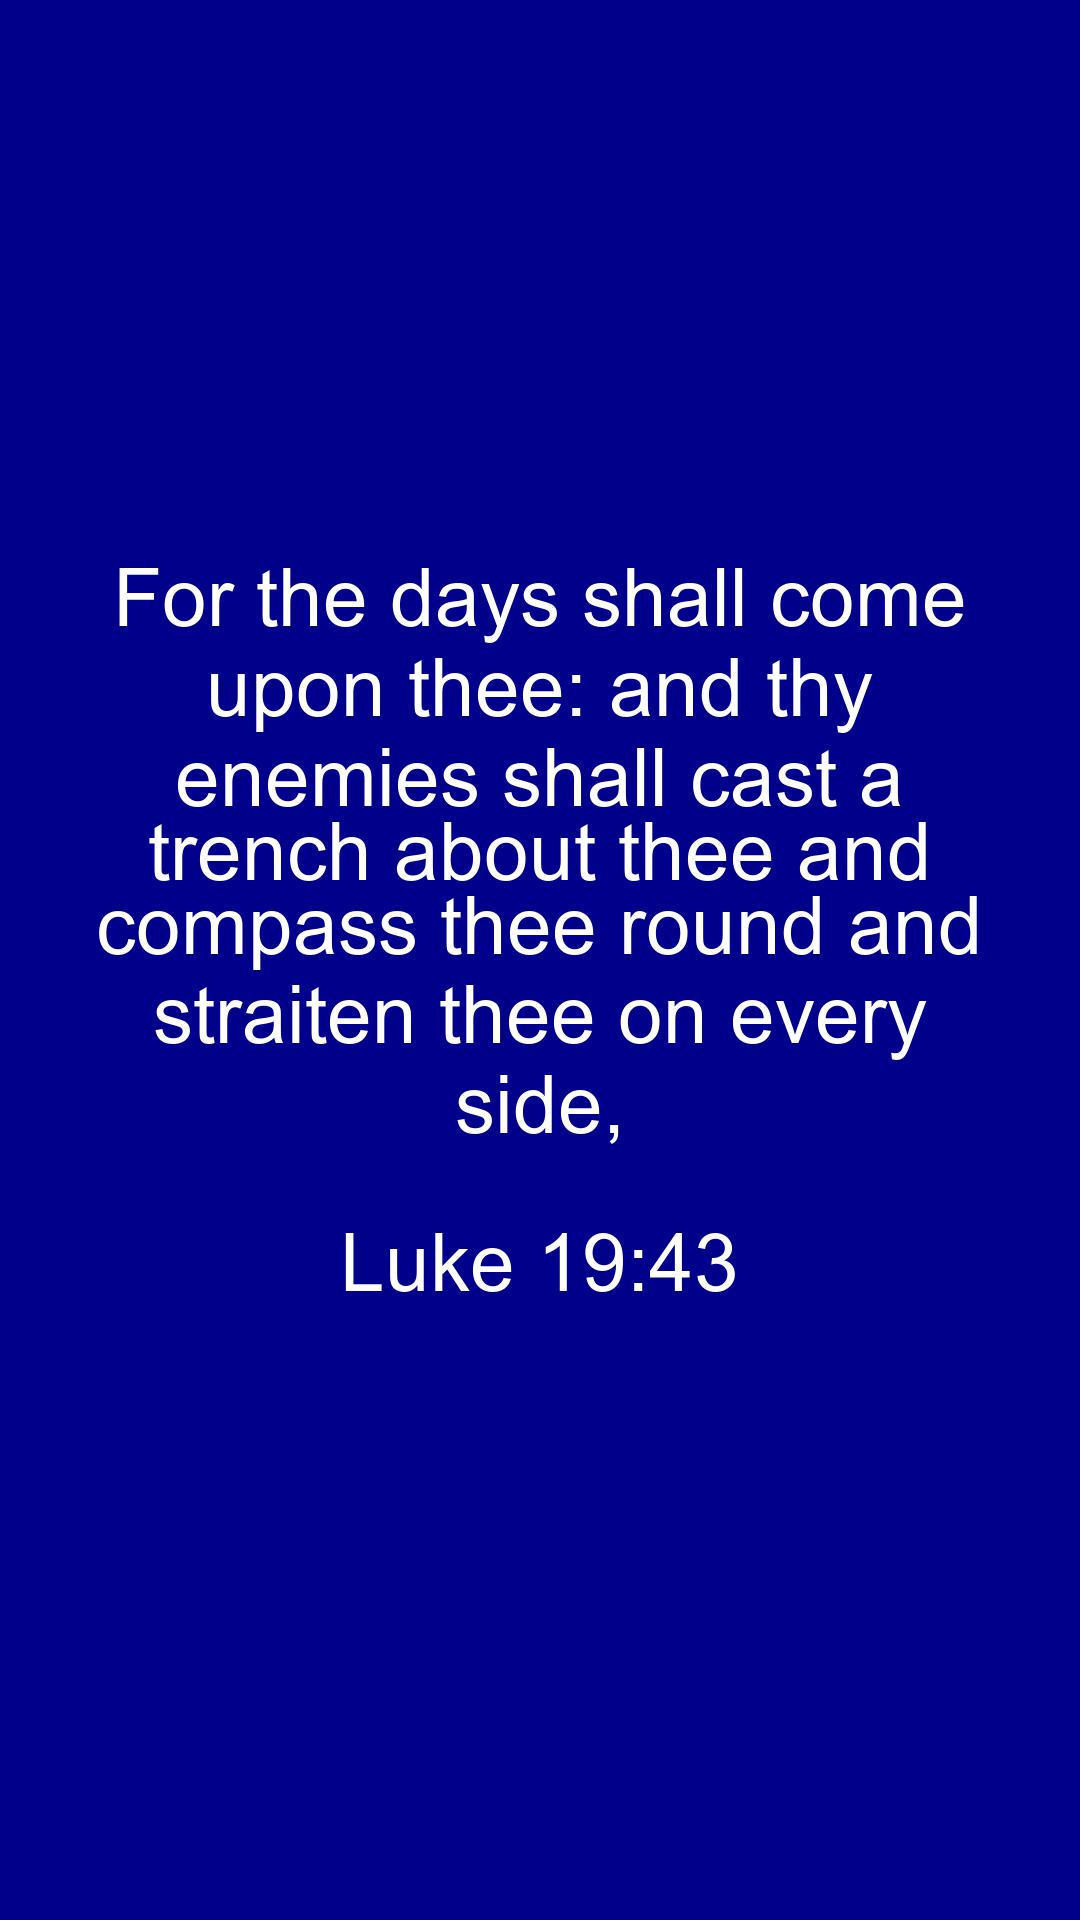 For the days shall come
upon thee: and thy
enemies shall cast a
trench about thee and
compass thee round and
straiten thee on every
side,
Luke 19:43